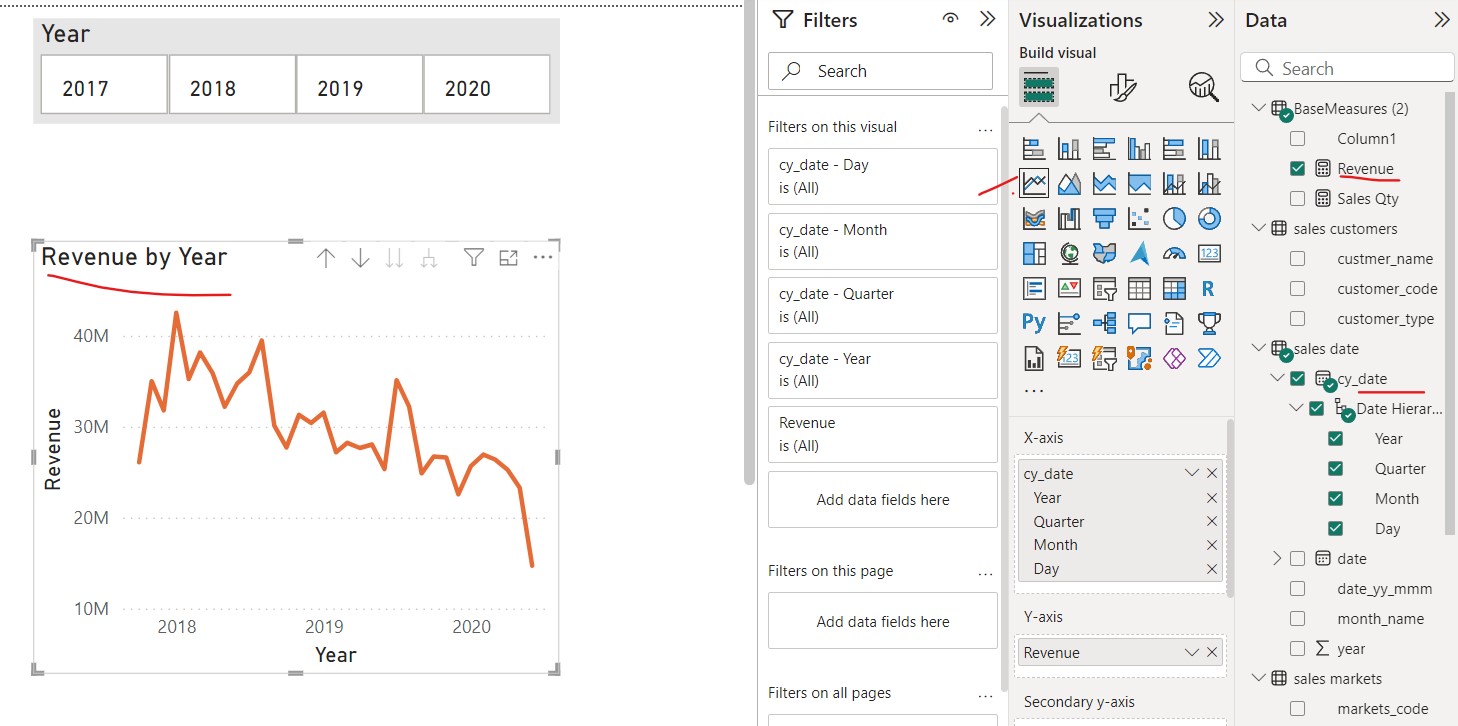 Year
2017 2018 2019 2020
Revenue by Year
40M
30M
20M
10M
Revenue
2018 2019 2020
Year
Filters
Search
Filters on this visual ...
cy_date - Day
is (All)
cy_date - Month
is (All)
cy_date - Quarter
is (All)
cy_date - Year
is (All)
Revenue
is (All)
Add data fields here
Filters on this page ...
Add data fields here
Filters on all pages ...
Visualizations
Build visual
123
R
Py
123
...
X-axis
cy_date
Year
Quarter
Month
Day
Y-axis
Revenue
Secondary y-axis
Data
Search
BaseMeasures (2)
Column1
Revenue
Sales Qty
sales customers
custmer_name
customer_code
customer_type
sales date
cy_date
Date Hierar...
Year
Quarter
Month
Day
date
date_yy_mmm
month_name
Σ year
sales markets
markets_code